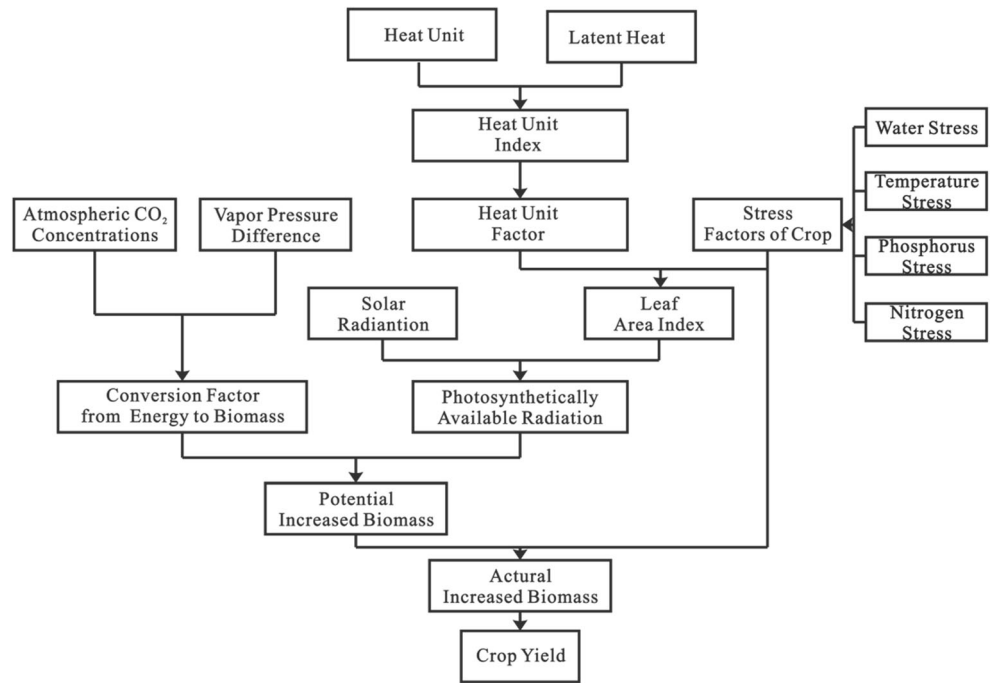 Heat Unit
Latent Heat
Heat Unit
Index
Water Stress
Temperature
Stress
Atmospheric CO₂
Concentrations
Vapor Pressure
Difference
Heat Unit
Factor
Stress
Factors of Crop
Phosphorus
Stress
Solar
Radiantion
Leaf
Area Index
Nitrogen
Stress
Conversion Factor
from Energy to Biomass
Photosynthetically
Available Radiation
Potential
Increased Biomass
Actural
Increased Biomass
Crop Yield